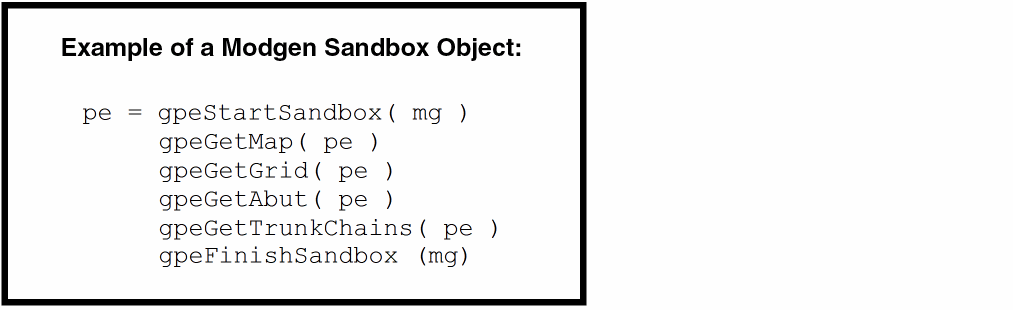 Example of a Modgen Sandbox Object:
pe = gpeStartSandbox( mg )
gpeGetMap( pe )
gpeGetGrid( pe )
gpeGetAbut( pe )
gpeGetTrunkChains( pe )
gpeFinishSandbox (mg)